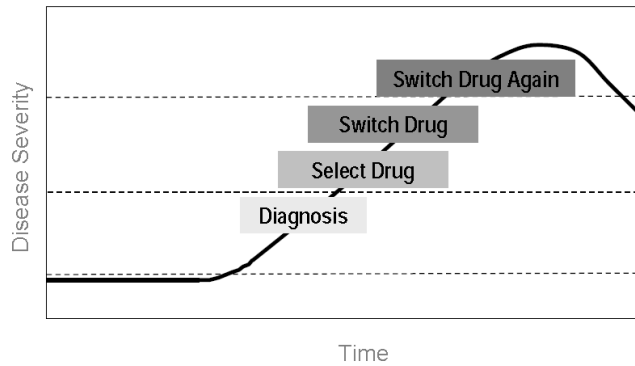 Switch Drug Again
Switch Drug
Select Drug
Diagnosis
Disease Severity
Time